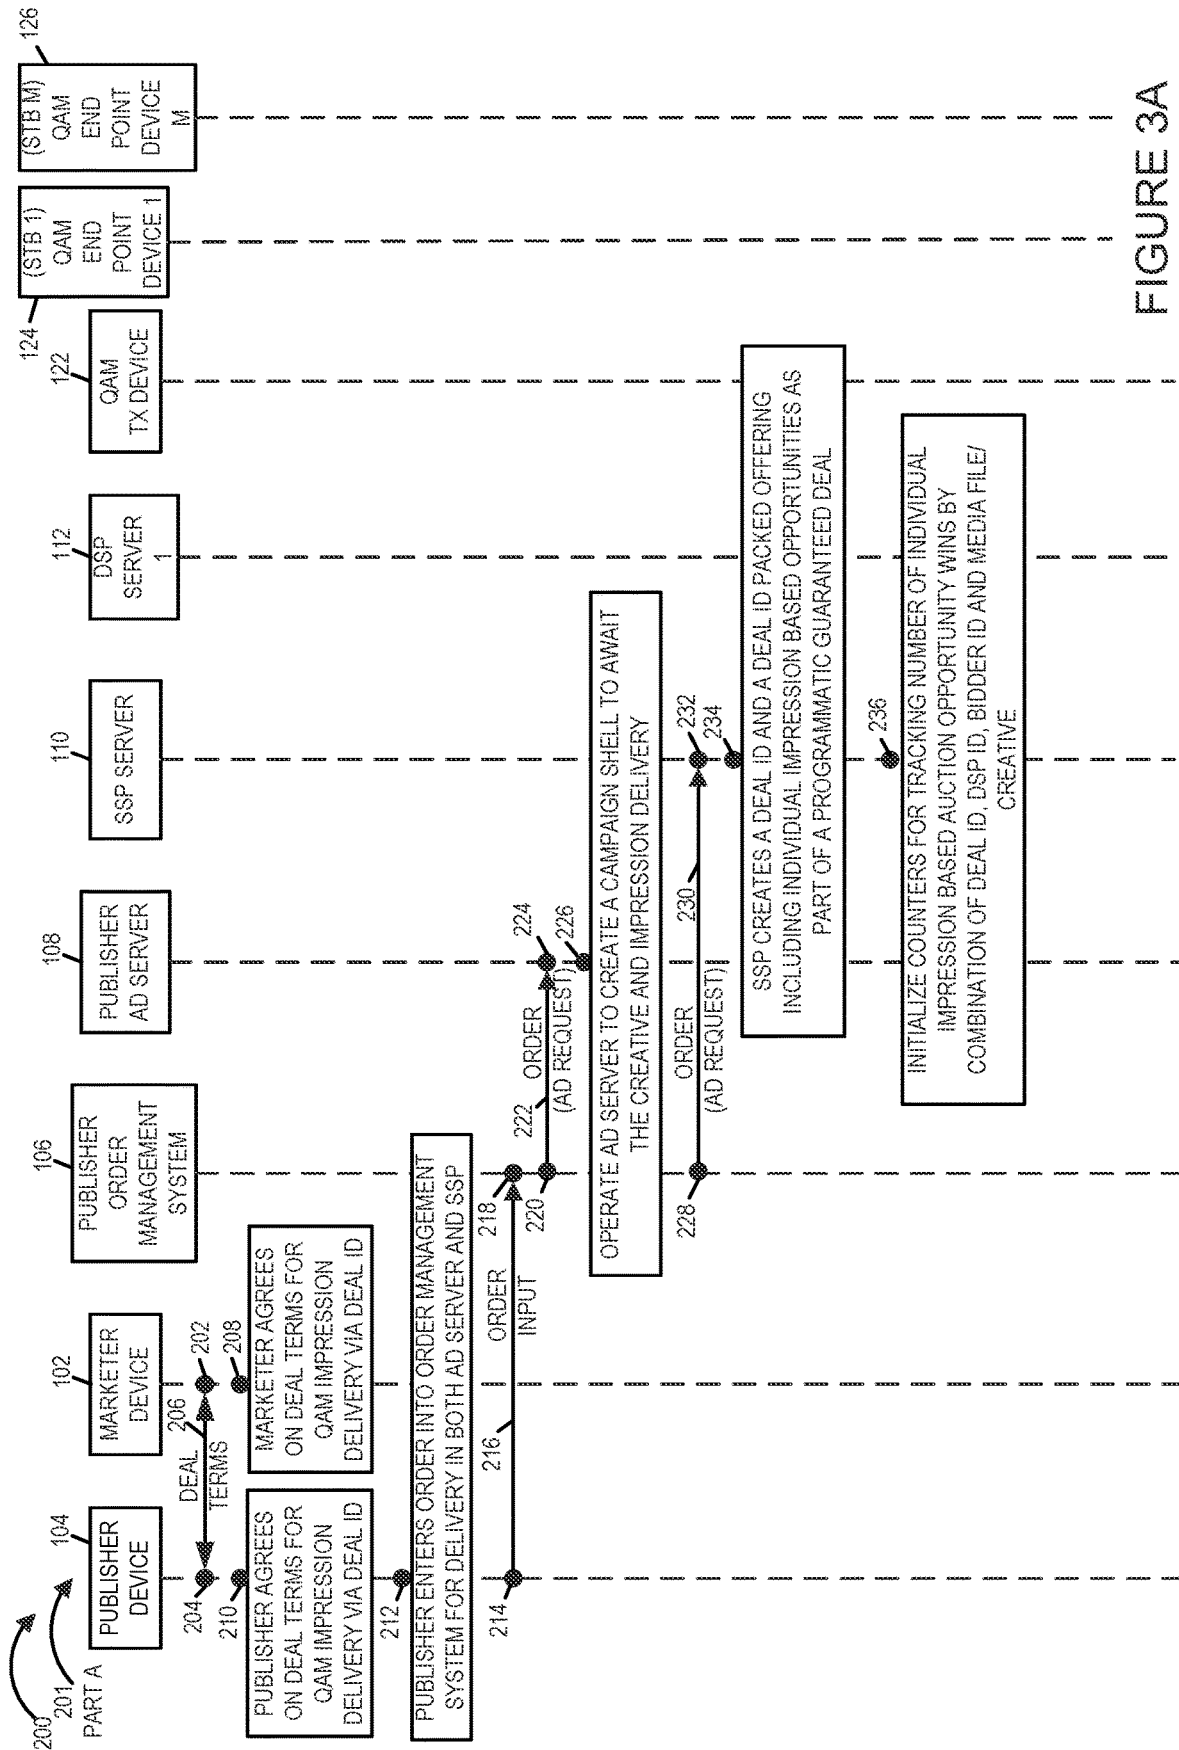 200
201
PART A
104
PUBLISHER
DEVICE
102
MARKETER
DEVICE
106
PUBLISHER
ORDER
MANAGEMENT
SYSTEM
108
PUBLISHER
AD SERVER
110
SSP SERVER
112
DSP
SERVER
1
122
QAM
TX DEVICE
124
(STB 1)
QAM
END
POINT
DEVICE 1
126
(STB M)
QAM
END
POINT
DEVICE
M
204
DEAL
TERMS
206
202
210
PUBLISHER AGREES
ON DEAL TERMS FOR
QAM IMPRESSION
DELIVERY VIA DEAL ID
208
MARKETER AGREES
ON DEAL TERMS FOR
QAM IMPRESSION
DELIVERY VIA DEAL ID
212
PUBLISHER ENTERS ORDER INTO ORDER MANAGEMENT
SYSTEM FOR DELIVERY IN BOTH AD SERVER AND SSP
214
216
ORDER
INPUT
218
220
222
ORDER
(AD REQUEST)
224
226
OPERATE AD SERVER TO CREATE A CAMPAIGN SHELL TO AWAIT
THE CREATIVE AND IMPRESSION DELIVERY
228
ORDER
(AD REQUEST)
230
232
234
SSP CREATES A DEAL ID AND A DEAL ID PACKED OFFERING
INCLUDING INDIVIDUAL IMPRESSION BASED OPPORTUNITIES AS
PART OF A PROGRAMMATIC GUARANTEED DEAL
236
INITIALIZE COUNTERS FOR TRACKING NUMBER OF INDIVIDUAL
IMPRESSION BASED AUCTION OPPORTUNITY WINS BY
COMBINATION OF DEAL ID, DSP ID, BIDDER ID AND MEDIA FILE/
CREATIVE
FIGURE 3A